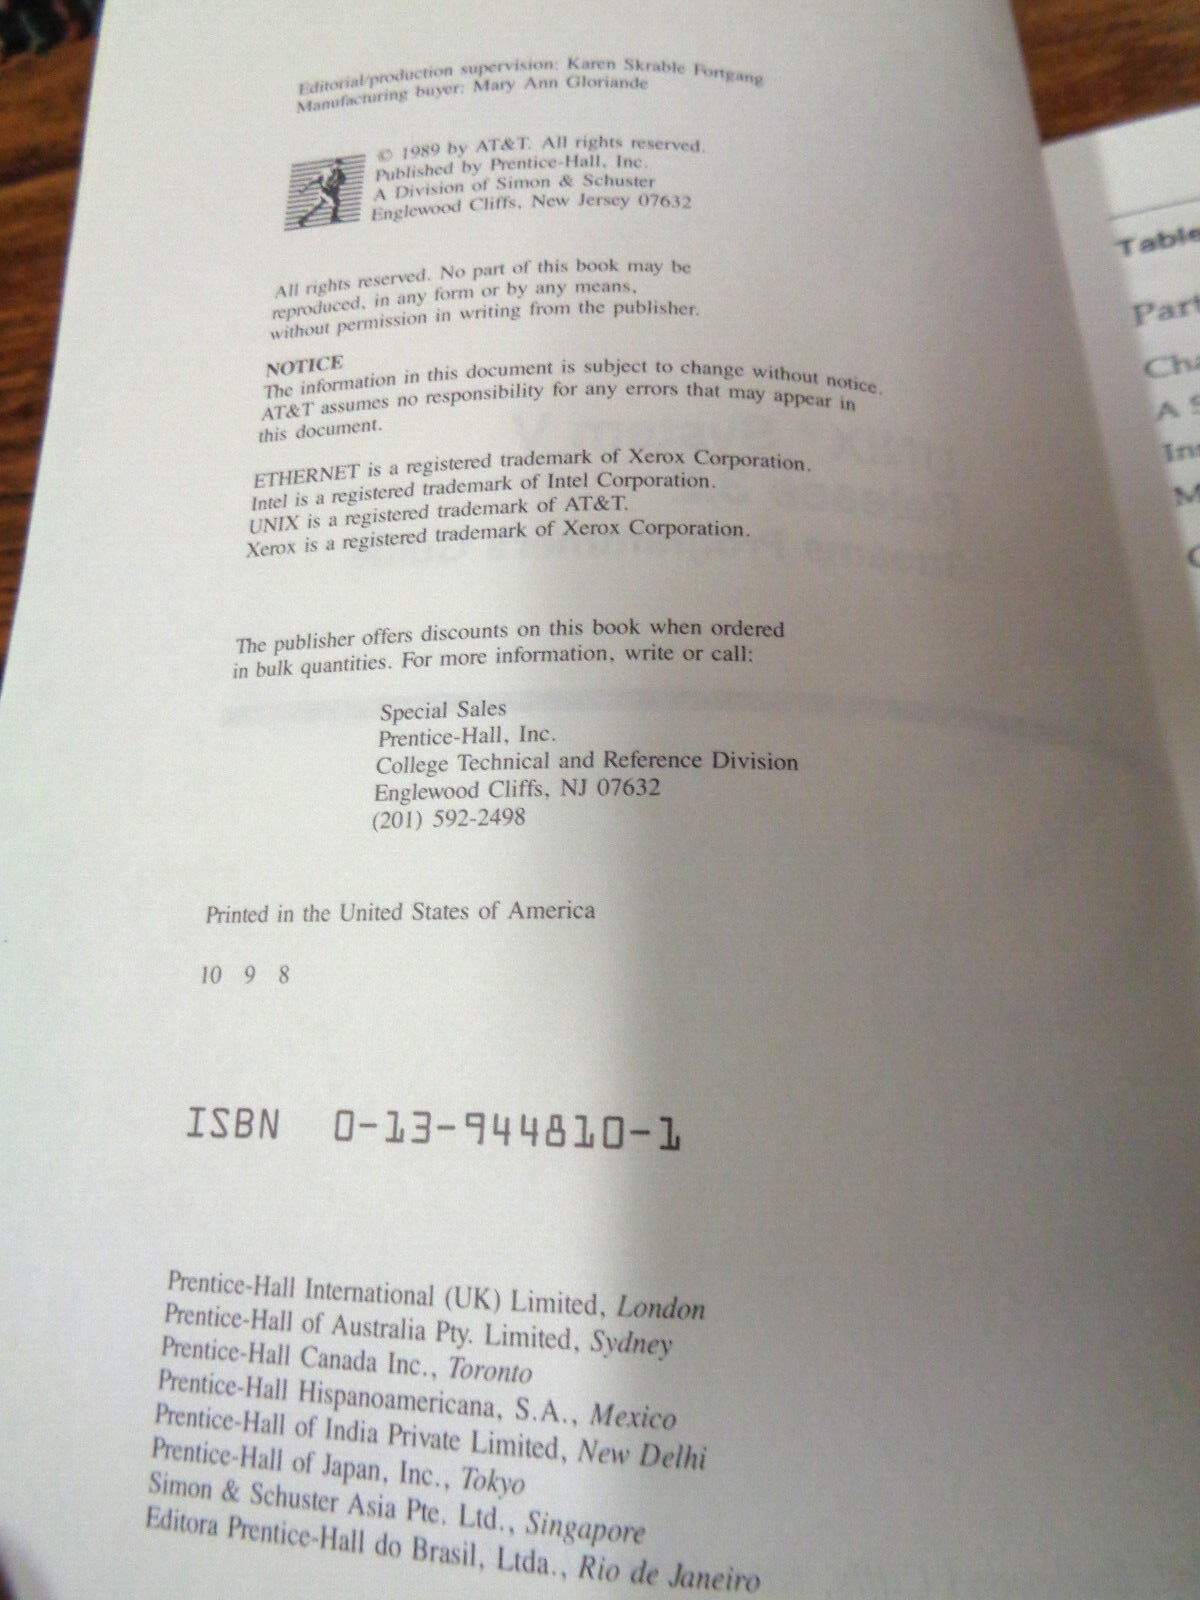 Editorial/production supervision: Karen Skrable Fortgang
Manufacturing buyer: Mary Ann Gloriande
© 1989 by AT&T. All rights reserved.
Published by Prentice-Hall, Inc.
A Division of Simon & Schuster
Englewood Cliffs, New Jersey 07632
All rights reserved. No part of this book may be
reproduced, in any form or by any means,
without permission in writing from the publisher.
NOTICE
The information in this document is subject to change without notice.
AT&T assumes no responsibility for any errors that may appear in
this document.
ETHERNET is a registered trademark of Xerox Corporation.
Intel is a registered trademark of Intel Corporation.
UNIX is a registered trademark of AT&T.
Xerox is a registered trademark of Xerox Corporation.
The publisher offers discounts on this book when ordered
in bulk quantities. For more information, write or call:
Special Sales
Prentice-Hall, Inc.
College Technical and Reference Division
Englewood Cliffs, NJ 07632
(201) 592-2498
Printed in the United States of America
10 9 8
ISBN 0-13-944810-1
Prentice-Hall International (UK) Limited, London
Prentice-Hall of Australia Pty. Limited, Sydney
Prentice-Hall Canada Inc., Toronto
Prentice-Hall Hispanoamericana, S.A., Mexico
Prentice-Hall of India Private Limited, New Delhi
Prentice-Hall of Japan, Inc., Tokyo
Simon & Schuster Asia Pte. Ltd., Singapore
Editora Prentice-Hall do Brasil, Ltda., Rio de Janeiro
Table
Part